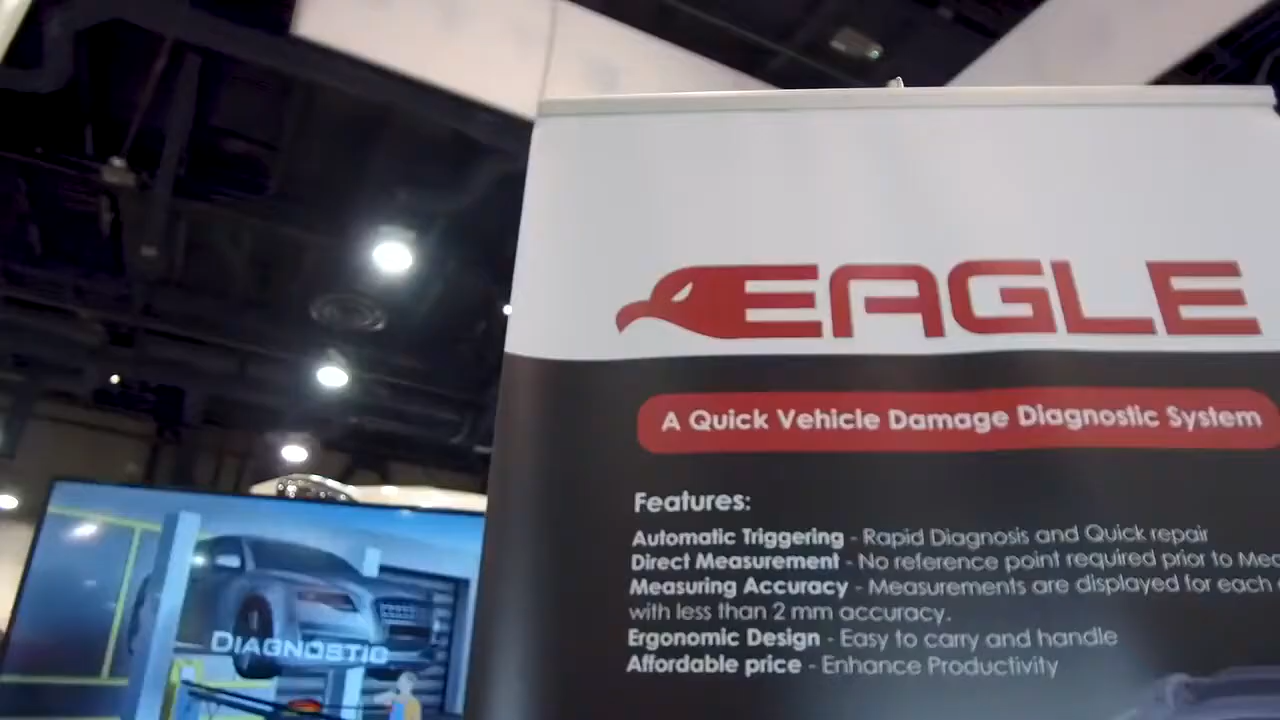 EAGLE
A Quick Vehicle Damage Diagnostic System
Features:
Automatic Triggering - Rapid Diagnosis and Quick repair
Direct Measurement - No reference point required prior to
Measuring Accuracy - Measurements are displayed for each
with less than 2 mm accuracy.
Ergonomic Design - Easy to carry and handle
Affordable price - Enhance Productivity
DIAGNOSTIC